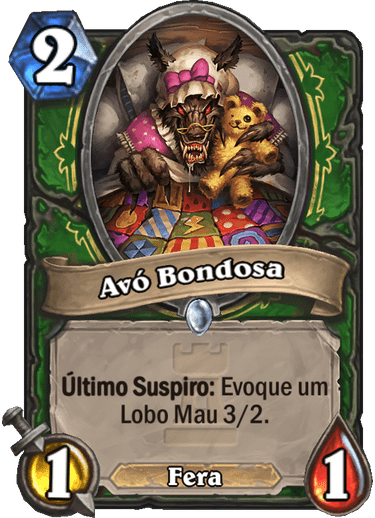 2
Avó Bondosa
Último Suspiro: Evoque um
Lobo Mau 3/2.
1
Fera
1